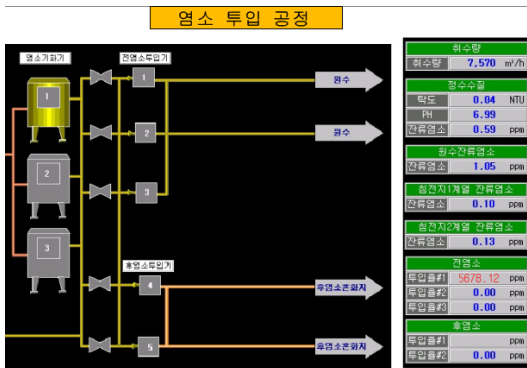 염소 투입 공정
염소기화기
전염소투입기
1
2
3
1
2
3
원수
원수
후염소투입기
4
5
후염소혼화지
후염소혼화지
취수량
취수량 7,570 m³/h
정수수질
탁도 0.04 NTU
PH 6.99
잔류염소 0.59 ppm
원수잔류염소
잔류염소 1.05 ppm
침전지1계열 잔류염소
잔류염소 0.10 ppm
침전지2계열 잔류염소
잔류염소 0.13 ppm
전염소
투입율#1 5678.12 ppm
투입율#2 0.00 ppm
투입율#3 0.00 ppm
후염소
투입율#1 ppm
투입율#2 0.00 ppm